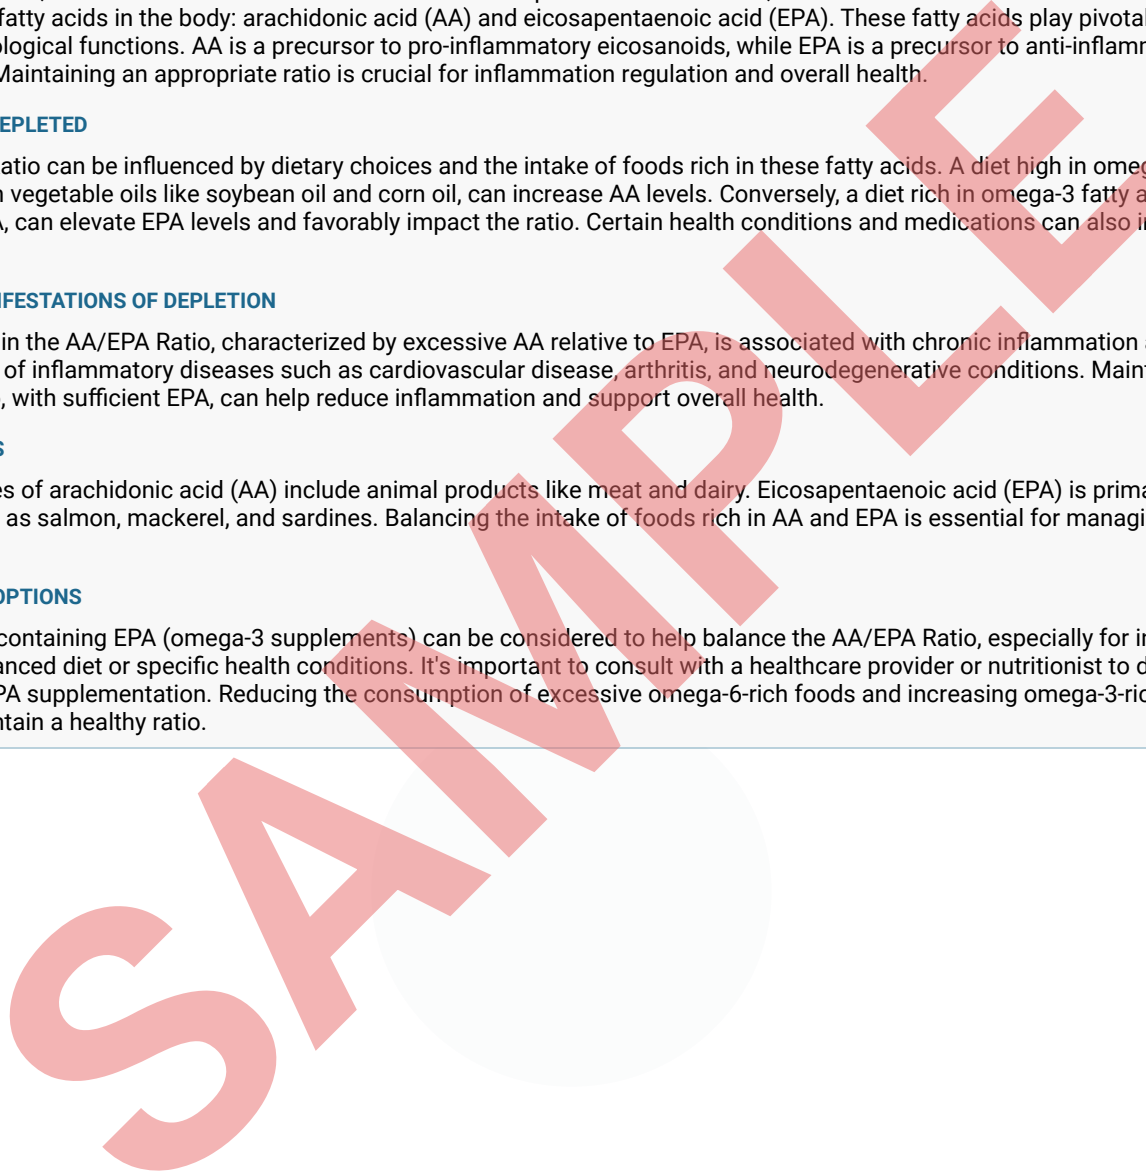 fatty acids in the body: arachidonic acid (AA) and eicosapentaenoic acid (EPA). These fatty acids play pivotal
ological functions. AA is a precursor to pro-inflammatory eicosanoids, while EPA is a precursor to anti-inflamm
Maintaining an appropriate ratio is crucial for inflammation regulation and overall health.
EPLETED
atio can be influenced by dietary choices and the intake of foods rich in these fatty acids. A diet high in omeg
vegetable oils like soybean oil and corn oil, can increase AA levels. Conversely, a diet rich in omega-3 fatty a
, can elevate EPA levels and favorably impact the ratio. Certain health conditions and medications can also i
IFESTATIONS OF DEPLETION
in the AA/EPA Ratio, characterized by excessive AA relative to EPA, is associated with chronic inflammation
of inflammatory diseases such as cardiovascular disease, arthritis, and neurodegenerative conditions. Maint
, with sufficient EPA, can help reduce inflammation and support overall health.
S
es of arachidonic acid (AA) include animal products like meat and dairy. Eicosapentaenoic acid (EPA) is prima
as salmon, mackerel, and sardines. Balancing the intake of foods rich in AA and EPA is essential for managi
OPTIONS
containing EPA (omega-3 supplements) can be considered to help balance the AA/EPA Ratio, especially for i
anced diet or specific health conditions. It's important to consult with a healthcare provider or nutritionist to d
PA supplementation. Reducing the consumption of excessive omega-6-rich foods and increasing omega-3-ric
ntain a healthy ratio.
SAMPLE